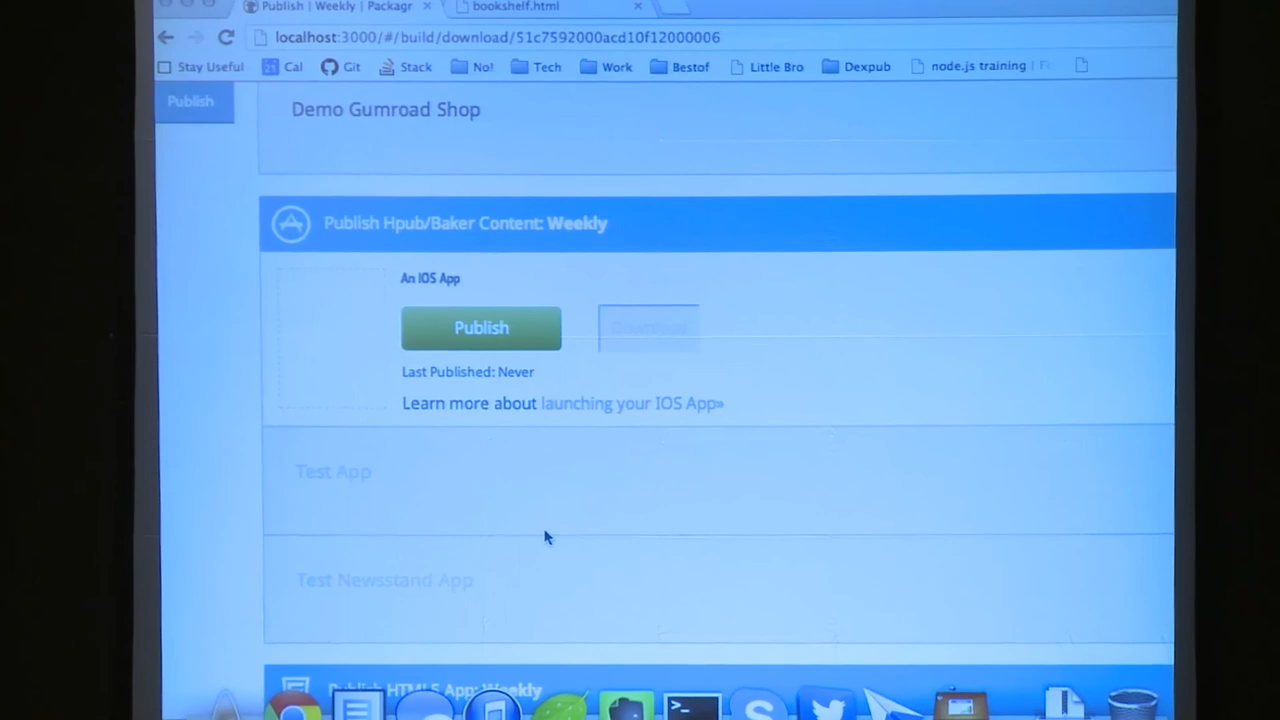 Publish | Weekly | Packagr
bookshelf.html
localhost:3000/#/build/download/51c7592000acd10f12000006
Stay Useful
21
Cal
Git
Stack
No!
Tech
Work
Bestof
Little Bro
Dexpub
node.js training |
Publish
Demo Gumroad Shop
Publish Hpub/Baker Content: Weekly
An IOS App
Publish
Last Published: Never
Learn more about launching your IOS App»
Test App
Test Newsstand App
Publish HTML5 App: Weekly